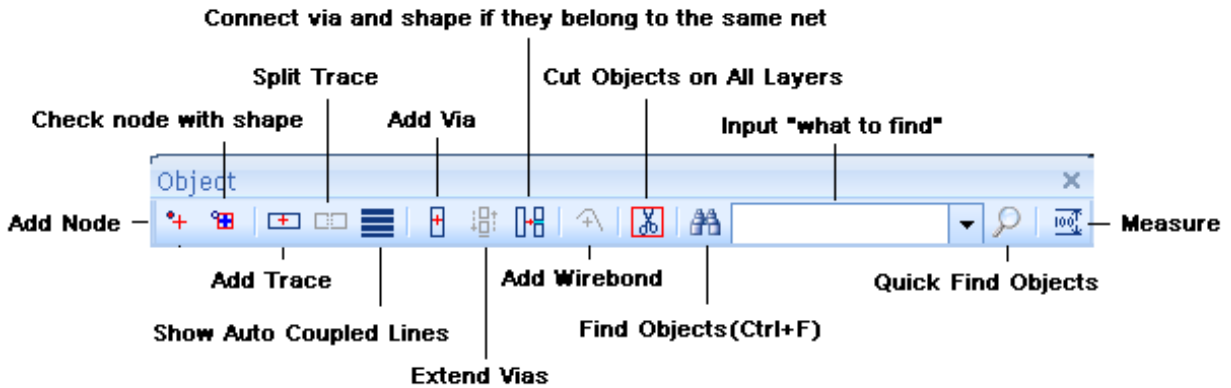 Connect via and shape if they belong to the same net
Split Trace
Cut Objects on All Layers
Check node with shape
Add Via
Input "what to find"
Object
Add Node
100
Measure
Add Trace
Add Wirebond
Quick Find Objects
Show Auto Coupled Lines
Find Objects(Ctrl+F)
Extend Vias